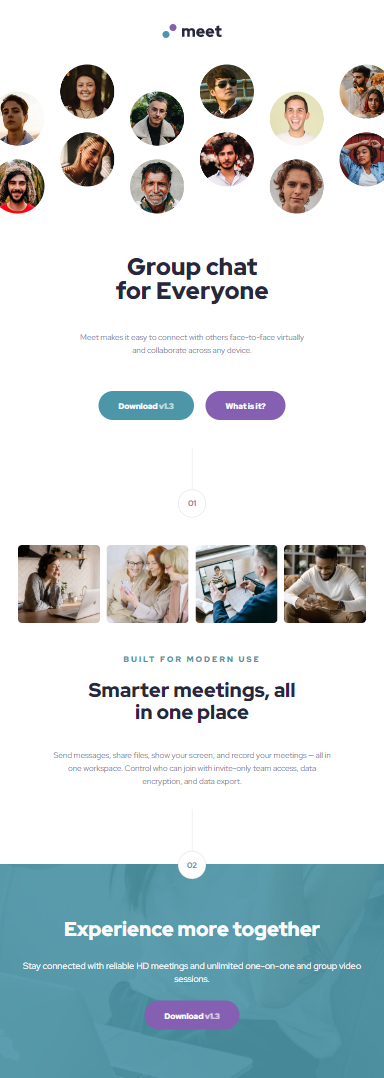 meet
Group chat
for Everyone
Meet makes it easy to connect with others face-to-face virtually
and collaborate across any device.
Download v1.3
What is it?
01
BUILT FOR MODERN USE
Smarter meetings, all
in one place
Send messages, share files, show your screen, and record your meetings — all in
one workspace. Control who can join with invite-only team access, data
encryption, and data export.
02
Experience more together
Stay connected with reliable HD meetings and unlimited one-on-one and group video
sessions.
Download v1.3